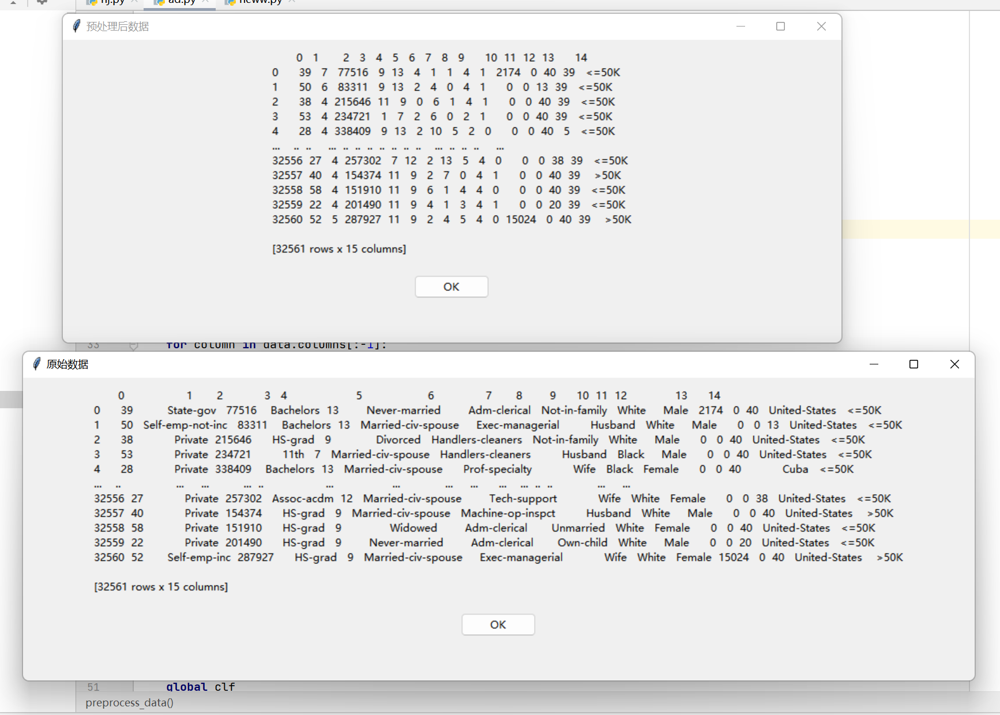 ad.py
预处理后数据
0 1 2 3 4 5 6 7 8 9 10 11 12 13 14
0 39 7 77516 9 13 4 1 1 4 1 2174 0 40 39 <=50K
1 50 6 83311 9 13 2 4 0 4 1 0 0 13 39 <=50K
2 38 4 215646 11 9 0 6 1 4 1 0 0 40 39 <=50K
3 53 4 234721 1 7 2 6 0 2 1 0 0 40 39 <=50K
4 28 4 338409 9 13 2 10 5 2 0 0 0 40 5 <=50K
... .. .. ... .. .. .. .. .. .. .. ... .. .. .. ...
32556 27 4 257302 7 12 2 13 5 4 0 0 0 38 39 <=50K
32557 40 4 154374 11 9 2 7 0 4 1 0 0 40 39 >50K
32558 58 4 151910 11 9 6 1 4 4 0 0 0 40 39 <=50K
32559 22 4 201490 11 9 4 1 3 4 1 0 0 20 39 <=50K
32560 52 5 287927 11 9 2 4 5 4 0 15024 0 40 39 >50K
[32561 rows x 15 columns]
OK
33 for column in data.columns[:-1]:
原始数据
0 1 2 3 4 5 6 7 8 9 10 11 12 13 14
0 39 State-gov 77516 Bachelors 13 Never-married Adm-clerical Not-in-family White Male 2174 0 40 United-States <=50K
1 50 Self-emp-not-inc 83311 Bachelors 13 Married-civ-spouse Exec-managerial Husband White Male 0 0 13 United-States <=50K
2 38 Private 215646 HS-grad 9 Divorced Handlers-cleaners Not-in-family White Male 0 0 40 United-States <=50K
3 53 Private 234721 11th 7 Married-civ-spouse Handlers-cleaners Husband Black Male 0 0 40 United-States <=50K
4 28 Private 338409 Bachelors 13 Married-civ-spouse Prof-specialty Wife Black Female 0 0 40 Cuba <=50K
... .. ... ... ... .. ... ... ... ... ... ... .. .. ... ...
32556 27 Private 257302 Assoc-acdm 12 Married-civ-spouse Tech-support Wife White Female 0 0 38 United-States <=50K
32557 40 Private 154374 HS-grad 9 Married-civ-spouse Machine-op-inspct Husband White Male 0 0 40 United-States >50K
32558 58 Private 151910 HS-grad 9 Widowed Adm-clerical Unmarried White Female 0 0 40 United-States <=50K
32559 22 Private 201490 HS-grad 9 Never-married Adm-clerical Own-child White Male 0 0 20 United-States <=50K
32560 52 Self-emp-inc 287927 HS-grad 9 Married-civ-spouse Exec-managerial Wife White Female 15024 0 40 United-States >50K
[32561 rows x 15 columns]
OK
51 global clf
preprocess_data()